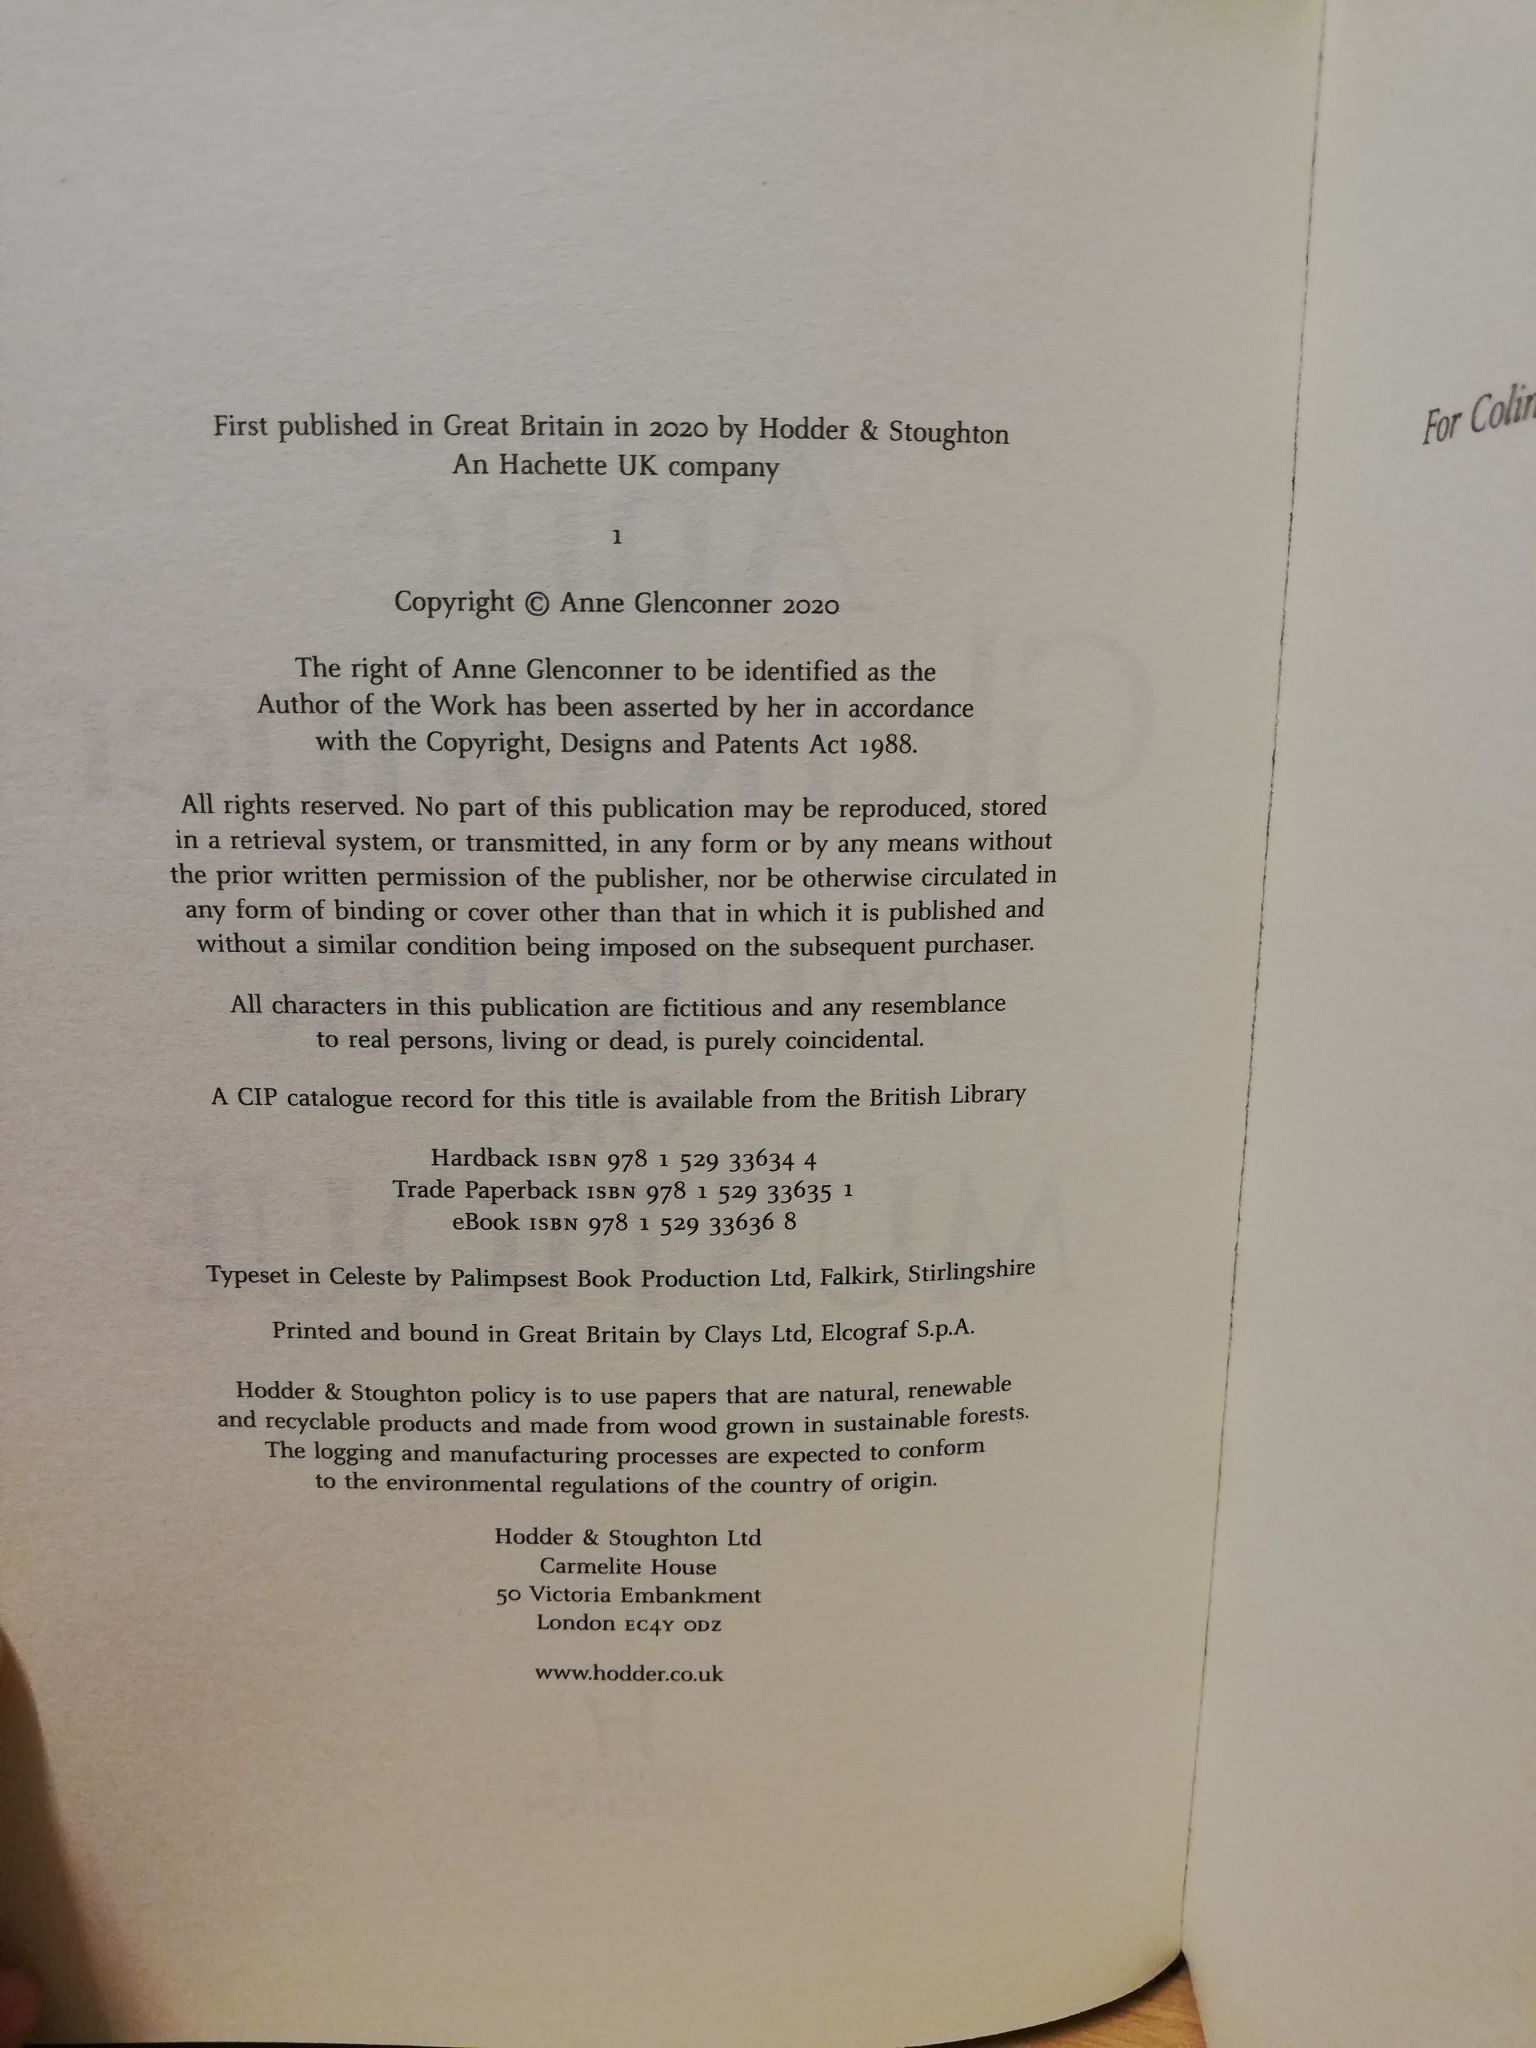 First published in Great Britain in 2020 by Hodder & Stoughton
An Hachette UK company
1
Copyright © Anne Glenconner 2020
The right of Anne Glenconner to be identified as the
Author of the Work has been asserted by her in accordance
with the Copyright, Designs and Patents Act 1988.
All rights reserved. No part of this publication may be reproduced, stored
in a retrieval system, or transmitted, in any form or by any means without
the prior written permission of the publisher, nor be otherwise circulated in
any form of binding or cover other than that in which it is published and
without a similar condition being imposed on the subsequent purchaser.
All characters in this publication are fictitious and any resemblance
to real persons, living or dead, is purely coincidental.
A CIP catalogue record for this title is available from the British Library
Hardback ISBN 978 1 529 33634 4
Trade Paperback ISBN 978 1 529 33635 1
eBook ISBN 978 1 529 33636 8
Typeset in Celeste by Palimpsest Book Production Ltd, Falkirk, Stirlingshire
Printed and bound in Great Britain by Clays Ltd, Elcograf S.p.A.
Hodder & Stoughton policy is to use papers that are natural, renewable
and recyclable products and made from wood grown in sustainable forests.
The logging and manufacturing processes are expected to conform
to the environmental regulations of the country of origin.
Hodder & Stoughton Ltd
Carmelite House
50 Victoria Embankment
London EC4Y 0DZ
www.hodder.co.uk
For Colin